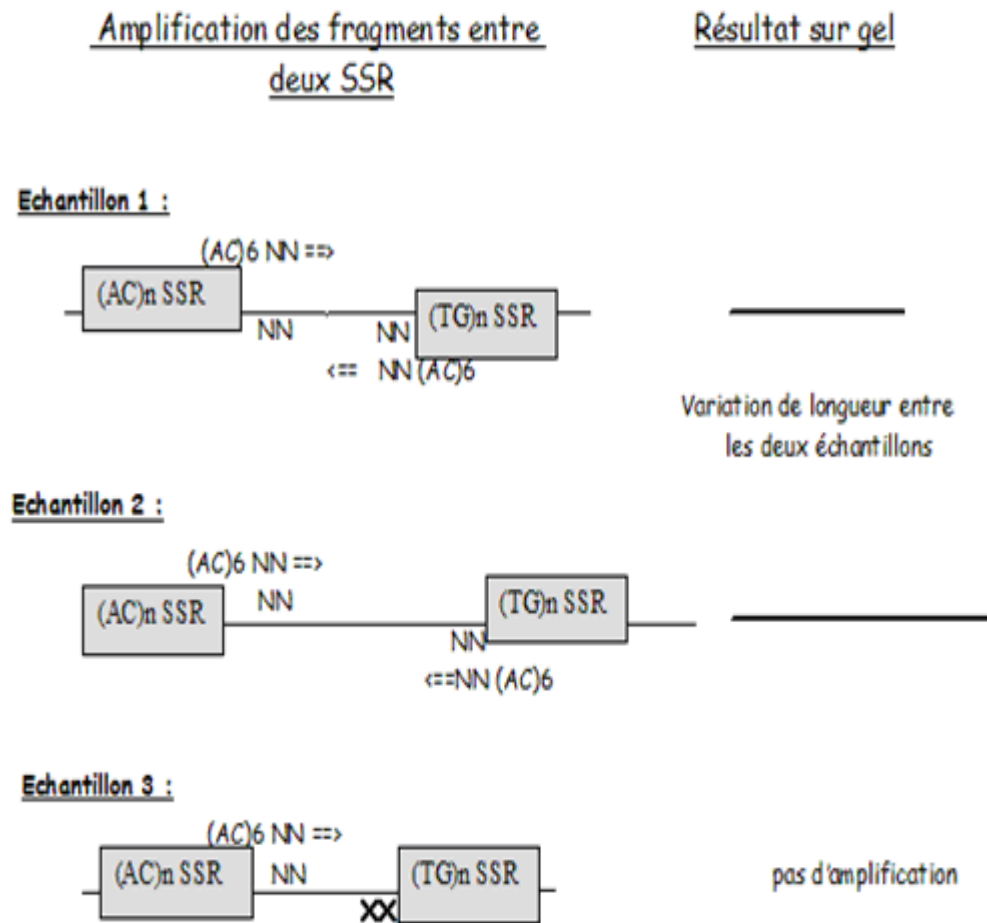 Amplification des fragments entre
deux SSR
Résultat sur gel
Echantillon 1 :
(AC)6 NN ==>
(AC)n SSR
(TG)n SSR
NN
NN
<== NN (AC)6
Variation de longueur entre
les deux échantillons
Echantillon 2 :
(AC)6 NN ==>
(AC)n SSR
NN
(TG)n SSR
NN
<==NN (AC)6
Echantillon 3 :
(AC)6 NN ==>
(AC)n SSR
NN
(TG)n SSR
pas d'amplification
XX